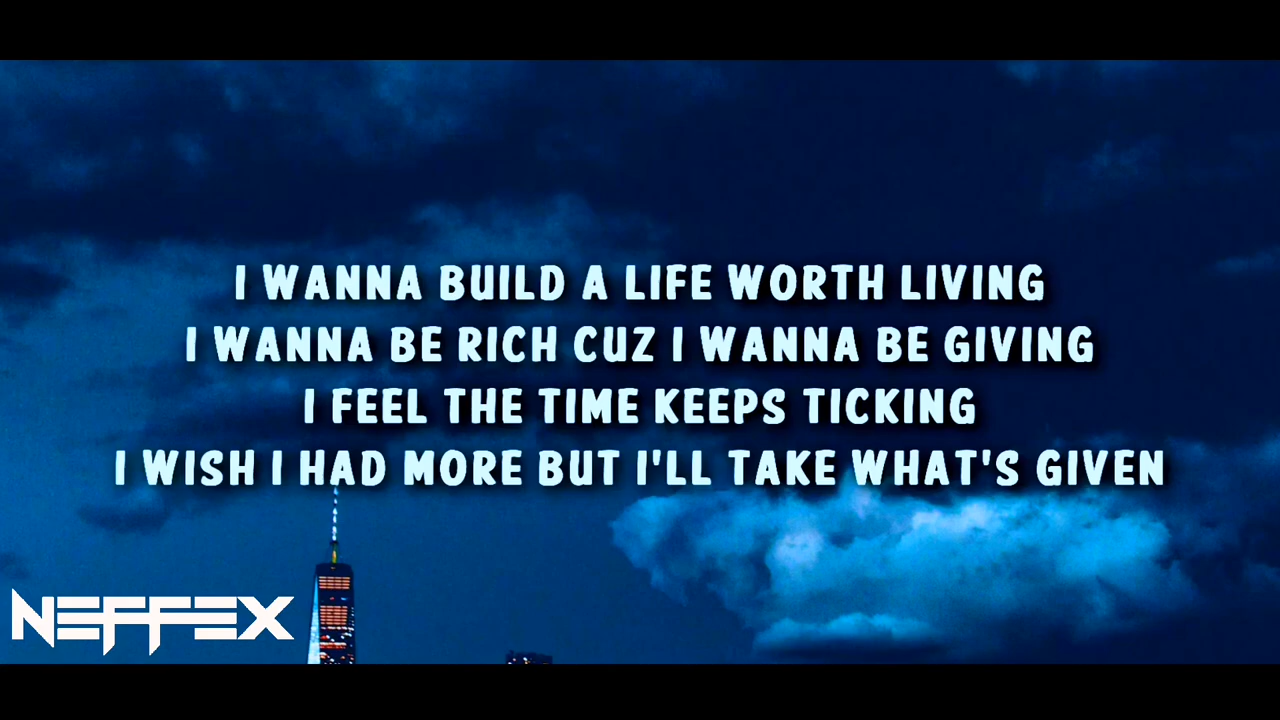 I WANNA BUILD A LIFE WORTH LIVING
I WANNA BE RICH CUZ I WANNA BE GIVING
I FEEL THE TIME KEEPS TICKING
I WISH I HAD MORE BUT I'LL TAKE WHAT'S GIVEN
NEFFEX